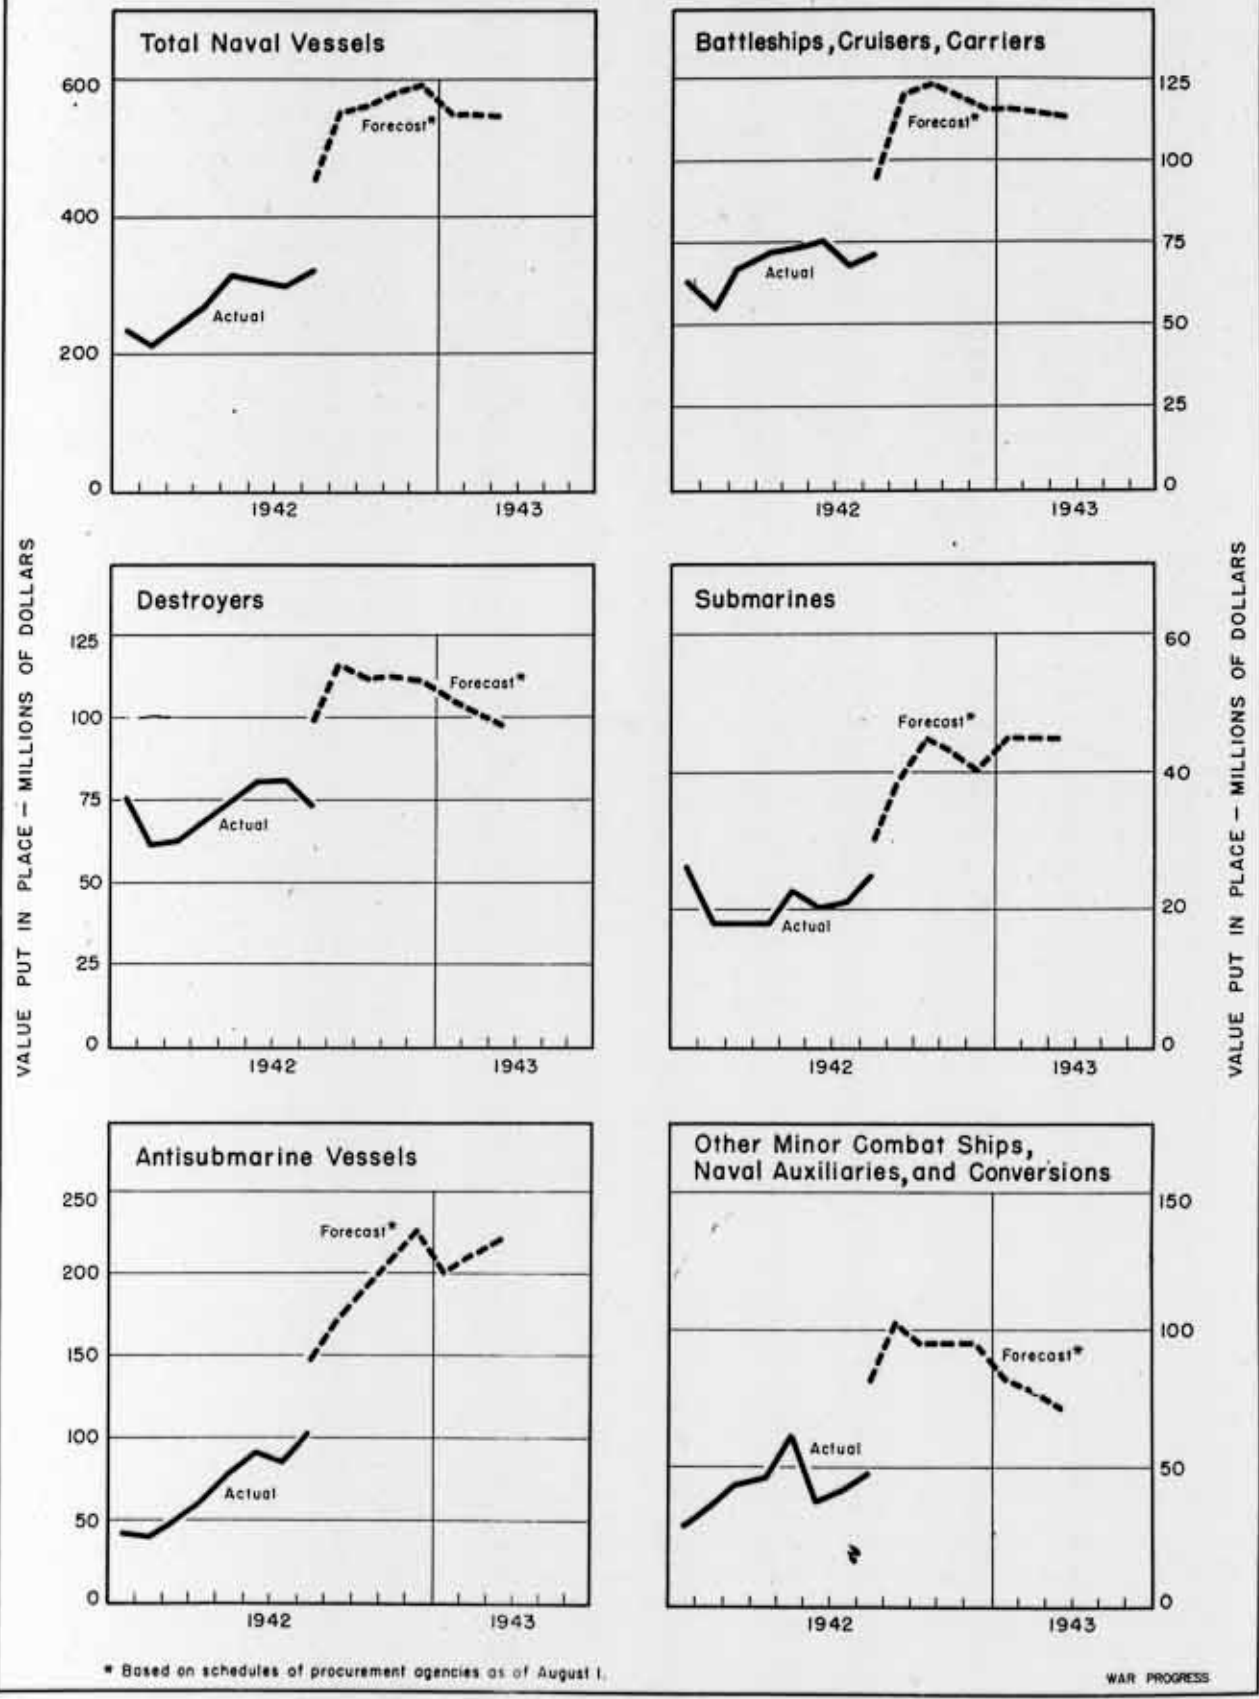 Total Naval Vessels
600
400
200
0
Forecast*
Actual
1942
1943
Battleships, Cruisers, Carriers
125
100
75
50
25
0
Forecast*
Actual
1942
1943
VALUE PUT IN PLACE — MILLIONS OF DOLLARS
Destroyers
125
100
75
50
25
0
Forecast*
Actual
1942
1943
Submarines
60
40
20
0
Forecast*
Actual
1942
1943
VALUE PUT IN PLACE — MILLIONS OF DOLLARS
Antisubmarine Vessels
250
200
150
100
50
0
Forecast*
Actual
1942
1943
Other Minor Combat Ships,
Naval Auxiliaries, and Conversions
150
100
50
0
Forecast*
Actual
1942
1943
* Based on schedules of procurement agencies as of August 1.
WAR PROGRESS